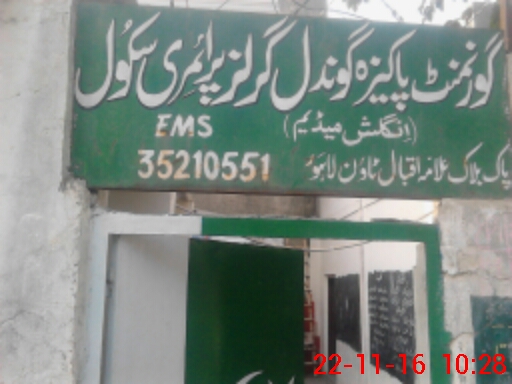 گورنمنٹ پاکیزہ گوندل گرلز پرائمری سکول
(انگلش میڈیم) EMS
پاک بلاک علامہ اقبال ٹاؤن لاہور 35210551
22-11-16 10:28